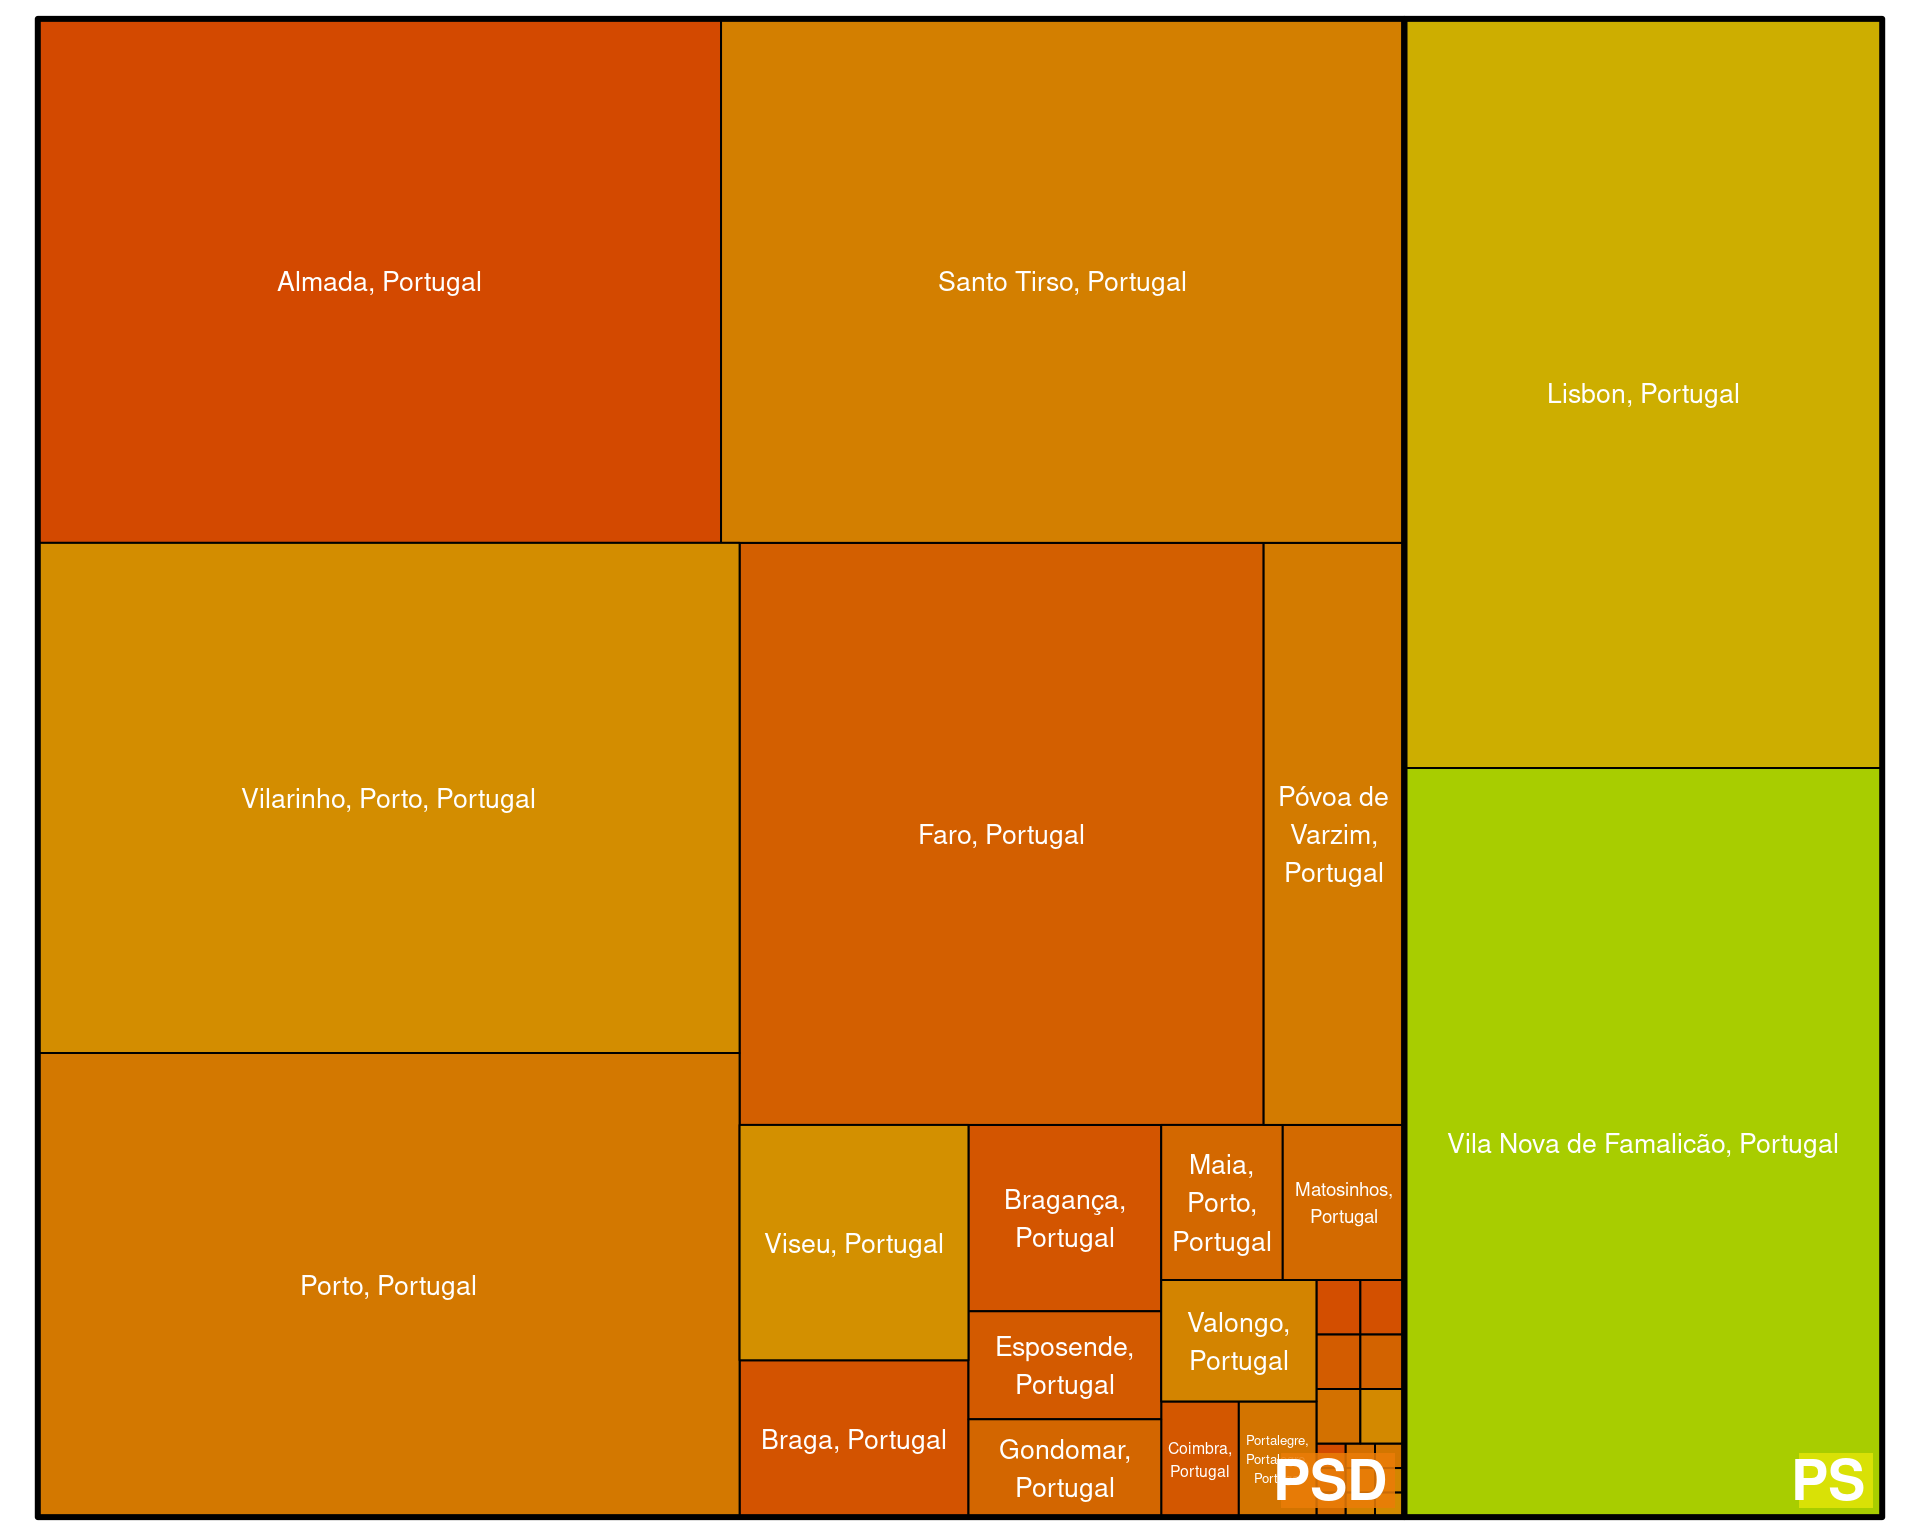 Almada, Portugal
Santo Tirso, Portugal
Lisbon, Portugal
Vilarinho, Porto, Portugal
Faro, Portugal
Póvoa de
Varzim,
Portugal
Porto, Portugal
Viseu, Portugal
Bragança,
Portugal
Maia,
Porto,
Portugal
Matosinhos,
Portugal
Vila Nova de Famalicão, Portugal
Esposende,
Portugal
Valongo,
Portugal
Braga, Portugal
Gondomar,
Portugal
Coimbra,
Portugal
Portalegre,
PSD
PS